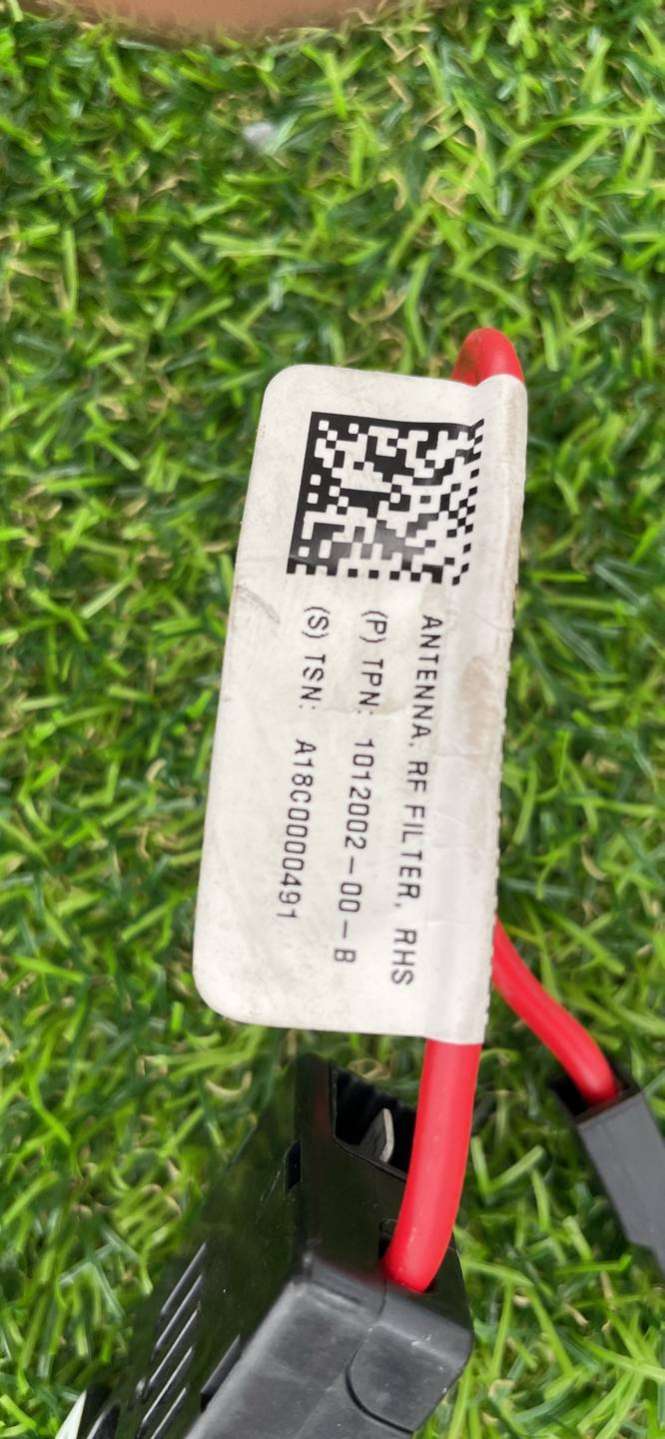 ANTENNA, RF FILTER, RHS
(P) TPN: 1012002-00-B
(S) TSN: A18C0000491